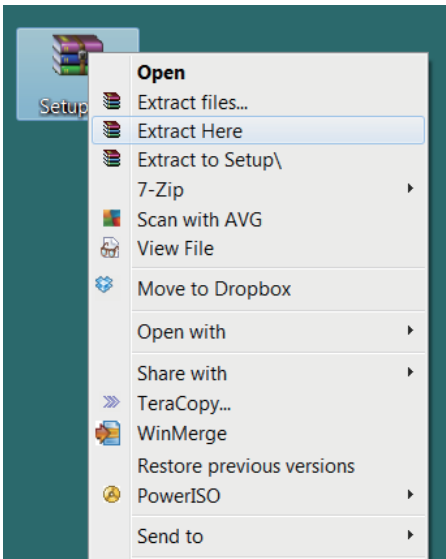 Setup
Open
Extract files...
Extract Here
Extract to Setup\
7-Zip
Scan with AVG
View File
Move to Dropbox
Open with
Share with
TeraCopy...
WinMerge
Restore previous versions
PowerISO
Send to